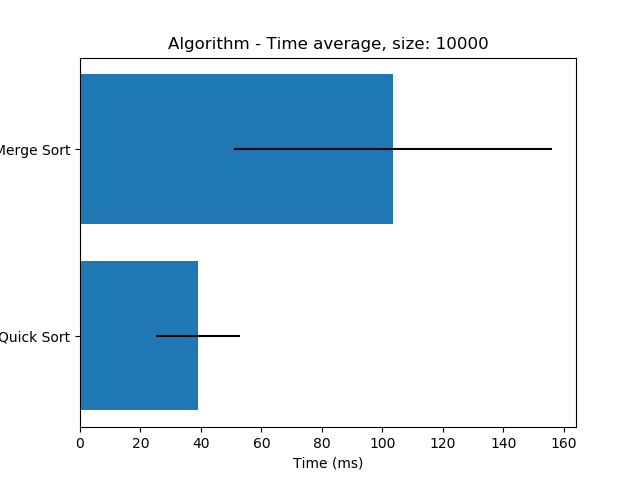 Algorithm - Time average, size: 10000
Merge Sort
Quick Sort
0 20 40 60 80 100 120 140 160
Time (ms)